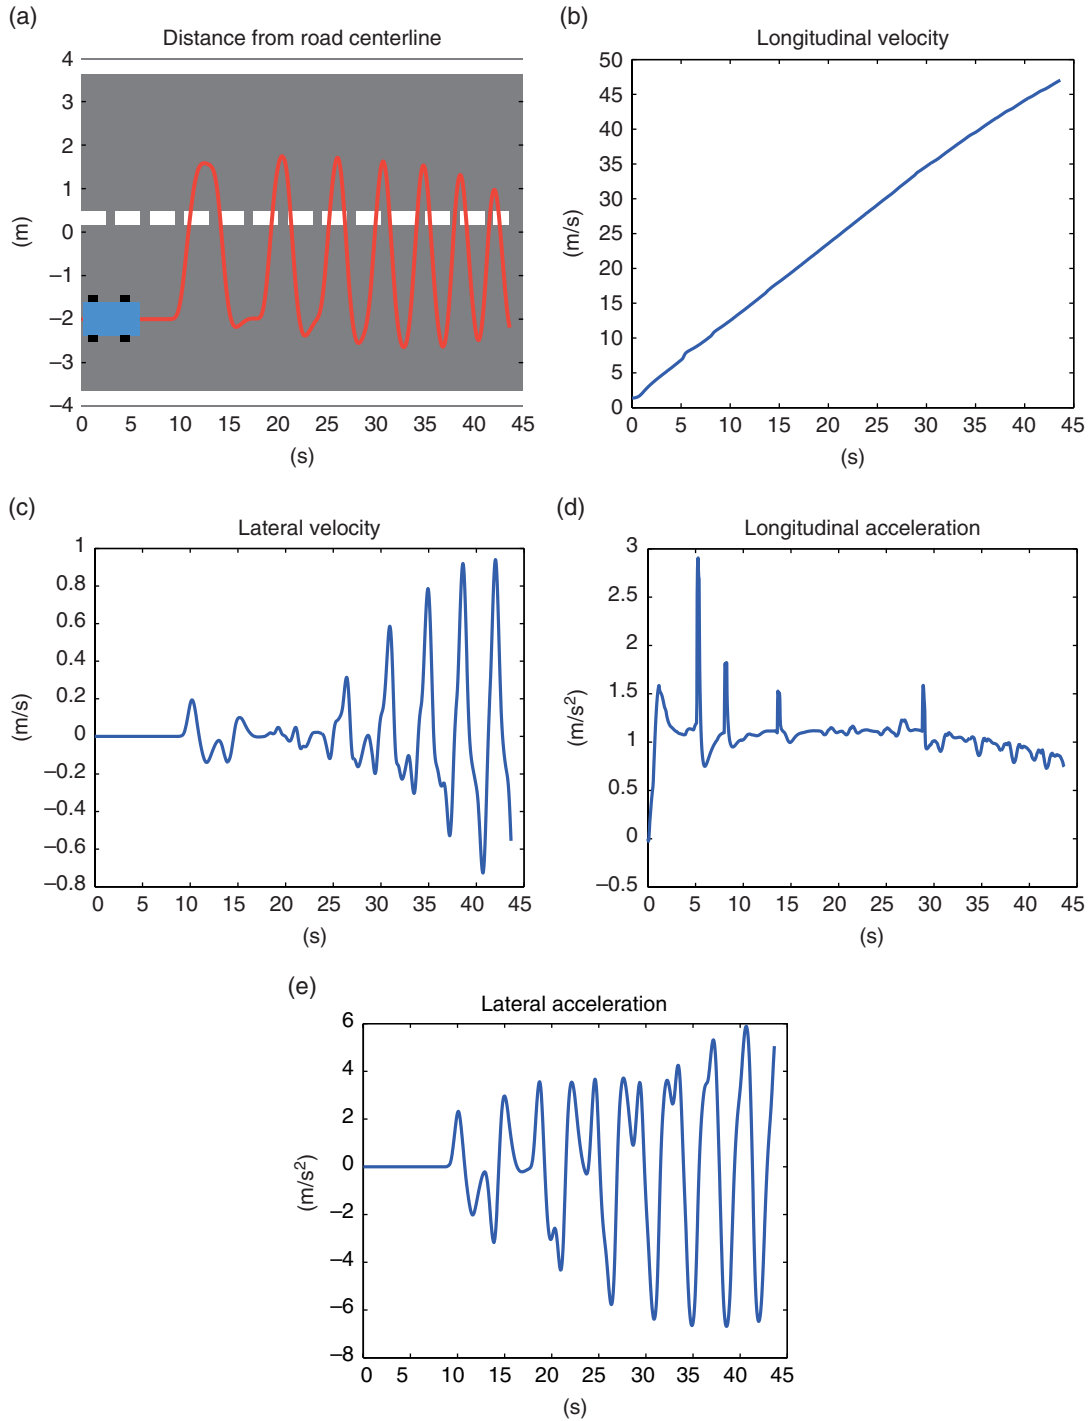 (a)
Distance from road centerline
4
3
2
1
0
–1
–2
–3
–4
(m)
0 5 10 15 20 25 30 35 40 45
(s)
(b)
Longitudinal velocity
50
45
40
35
30
25
20
15
10
5
0
(m/s)
0 5 10 15 20 25 30 35 40 45
(s)
(c)
Lateral velocity
1
0.8
0.6
0.4
0.2
0
–0.2
–0.4
–0.6
–0.8
(m/s)
0 5 10 15 20 25 30 35 40 45
(s)
(d)
Longitudinal acceleration
3
2.5
2
1.5
1
0.5
0
–0.5
(m/s²)
0 5 10 15 20 25 30 35 40 45
(s)
(e)
Lateral acceleration
6
4
2
0
–2
–4
–6
–8
(m/s²)
0 5 10 15 20 25 30 35 40 45
(s)